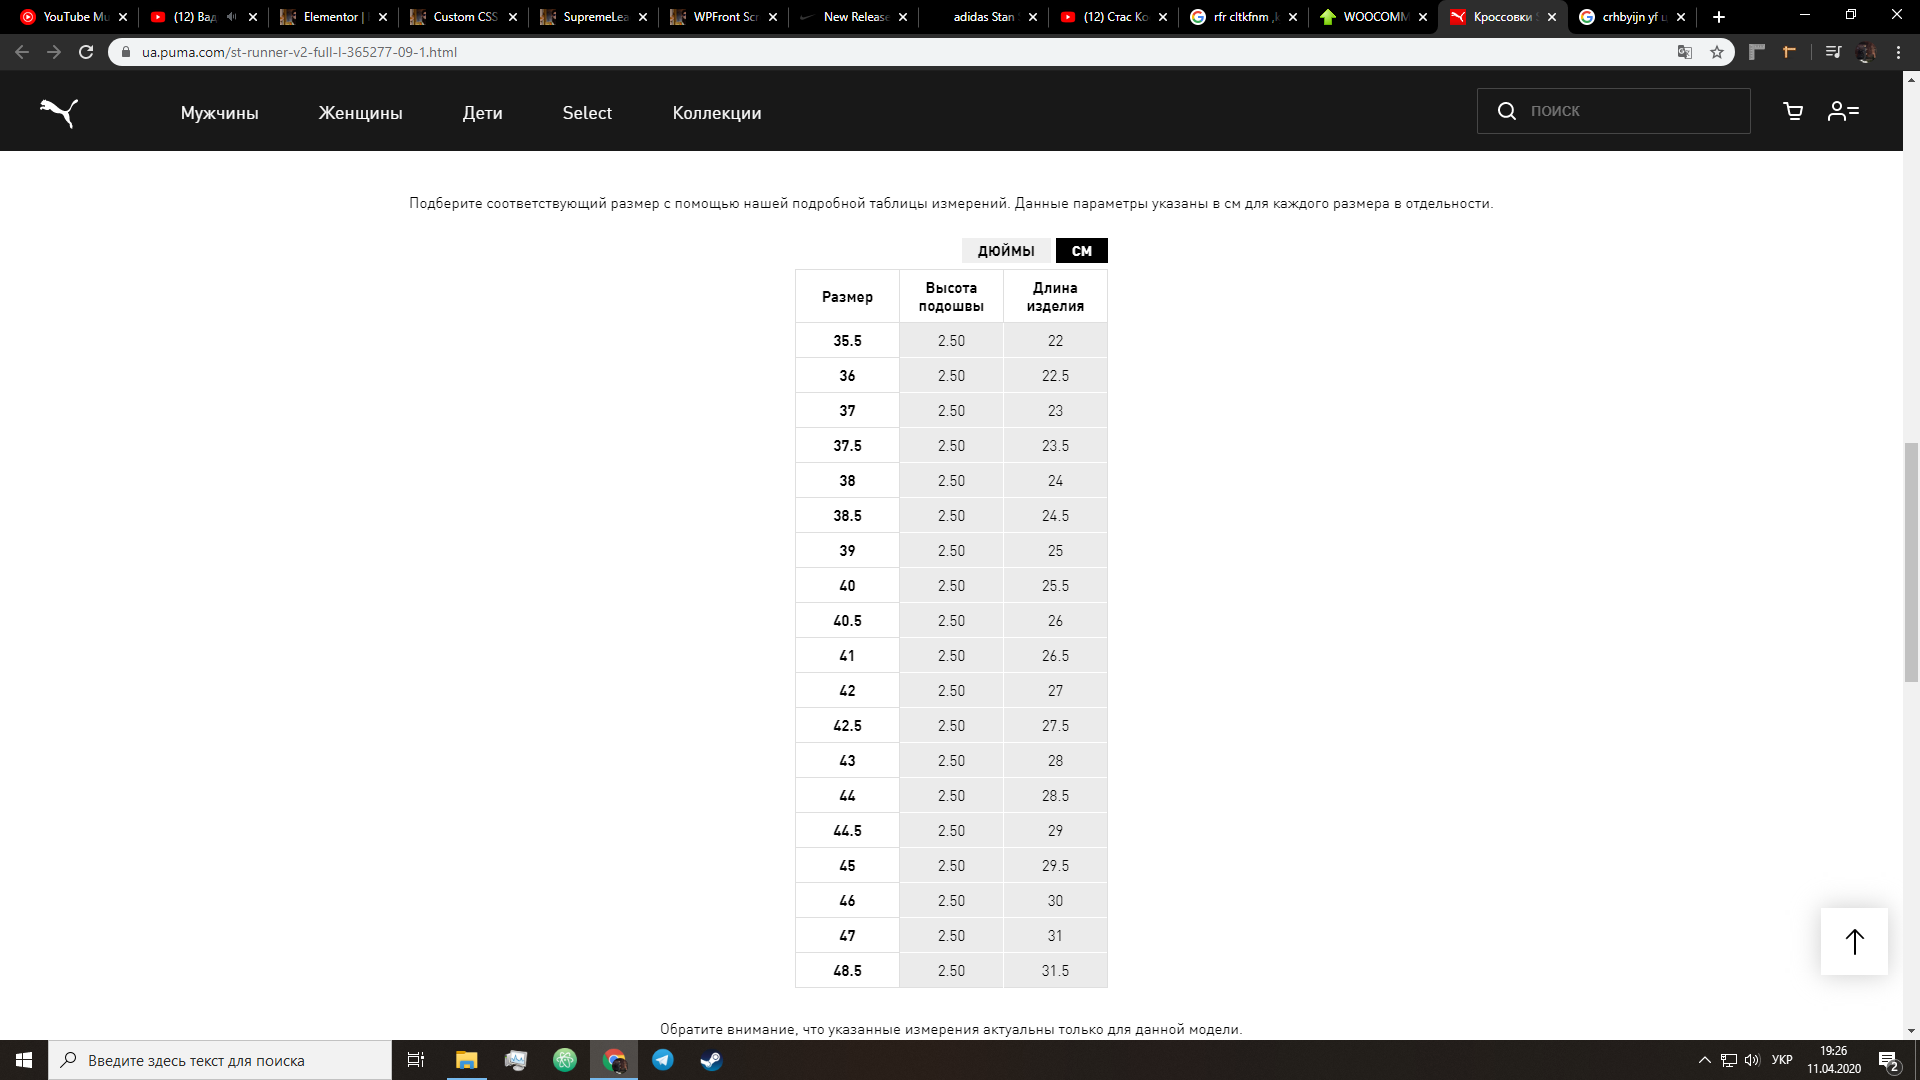 YouTube Mu
(12) Вад
Elementor |
Custom CSS
SupremeLea
WPFront Scr
New Release
adidas Stan
(12) Стас Ко
rfr cltkfnm ,k
WOOCOMM
Кроссовки S
crhbyijn yf
ua.puma.com/st-runner-v2-full-l-365277-09-1.html
Мужчины
Женщины
Дети
Select
Коллекции
ПОИСК
Подберите соответствующий размер с помощью нашей подробной таблицы измерений. Данные параметры указаны в см для каждого размера в отдельности.
ДЮЙМЫ СМ
Размер Высота подошвы Длина изделия
35.5 2.50 22
36 2.50 22.5
37 2.50 23
37.5 2.50 23.5
38 2.50 24
38.5 2.50 24.5
39 2.50 25
40 2.50 25.5
40.5 2.50 26
41 2.50 26.5
42 2.50 27
42.5 2.50 27.5
43 2.50 28
44 2.50 28.5
44.5 2.50 29
45 2.50 29.5
46 2.50 30
47 2.50 31
48.5 2.50 31.5
Обратите внимание, что указанные измерения актуальны только для данной модели.
Введите здесь текст для поиска
УКР
19:26
11.04.2020
2